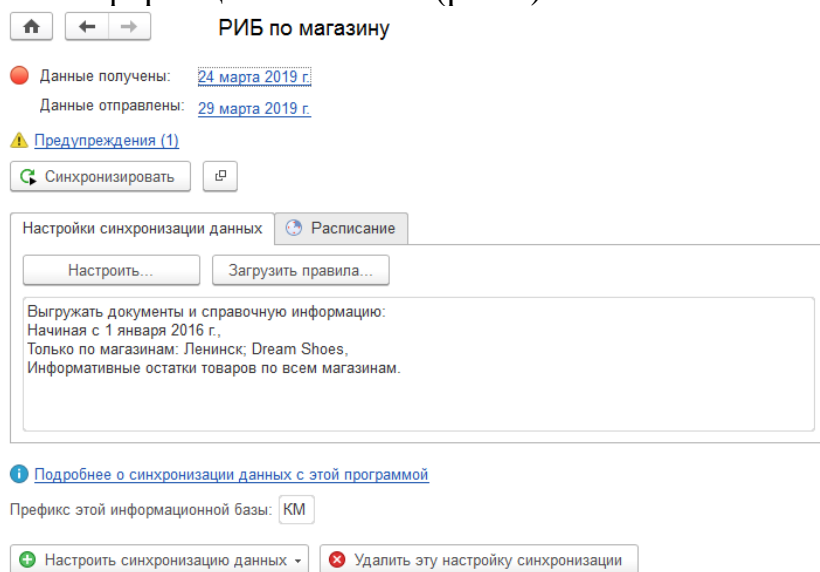 РИБ по магазину
Данные получены: 24 марта 2019 г.
Данные отправлены: 29 марта 2019 г.
Предупреждения (1)
Синхронизировать
Настройки синхронизации данных Расписание
Настроить... Загрузить правила...
Выгружать документы и справочную информацию:
Начиная с 1 января 2016 г.,
Только по магазинам: Ленинск; Dream Shoes,
Информативные остатки товаров по всем магазинам.
Подробнее о синхронизации данных с этой программой
Префикс этой информационной базы: КМ
Настроить синхронизацию данных Удалить эту настройку синхронизации